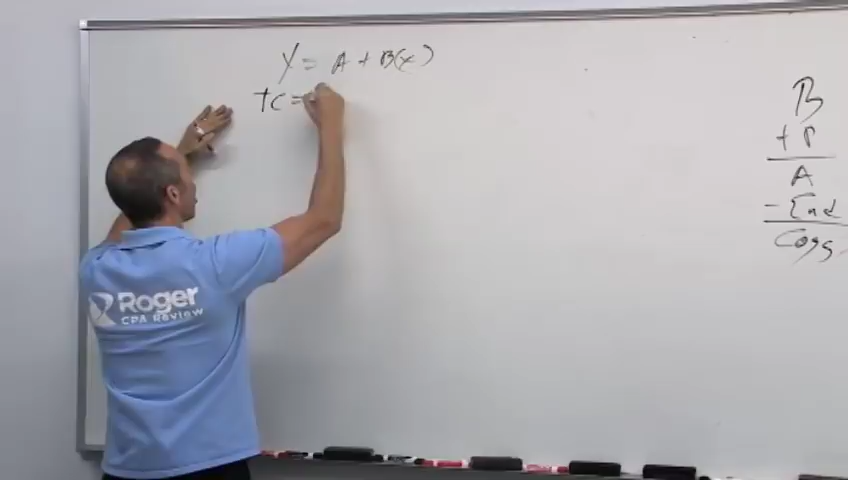 Y = A + B(x)
TC =
B
+ P
A
- End
Cogs
Roger
CPA Review